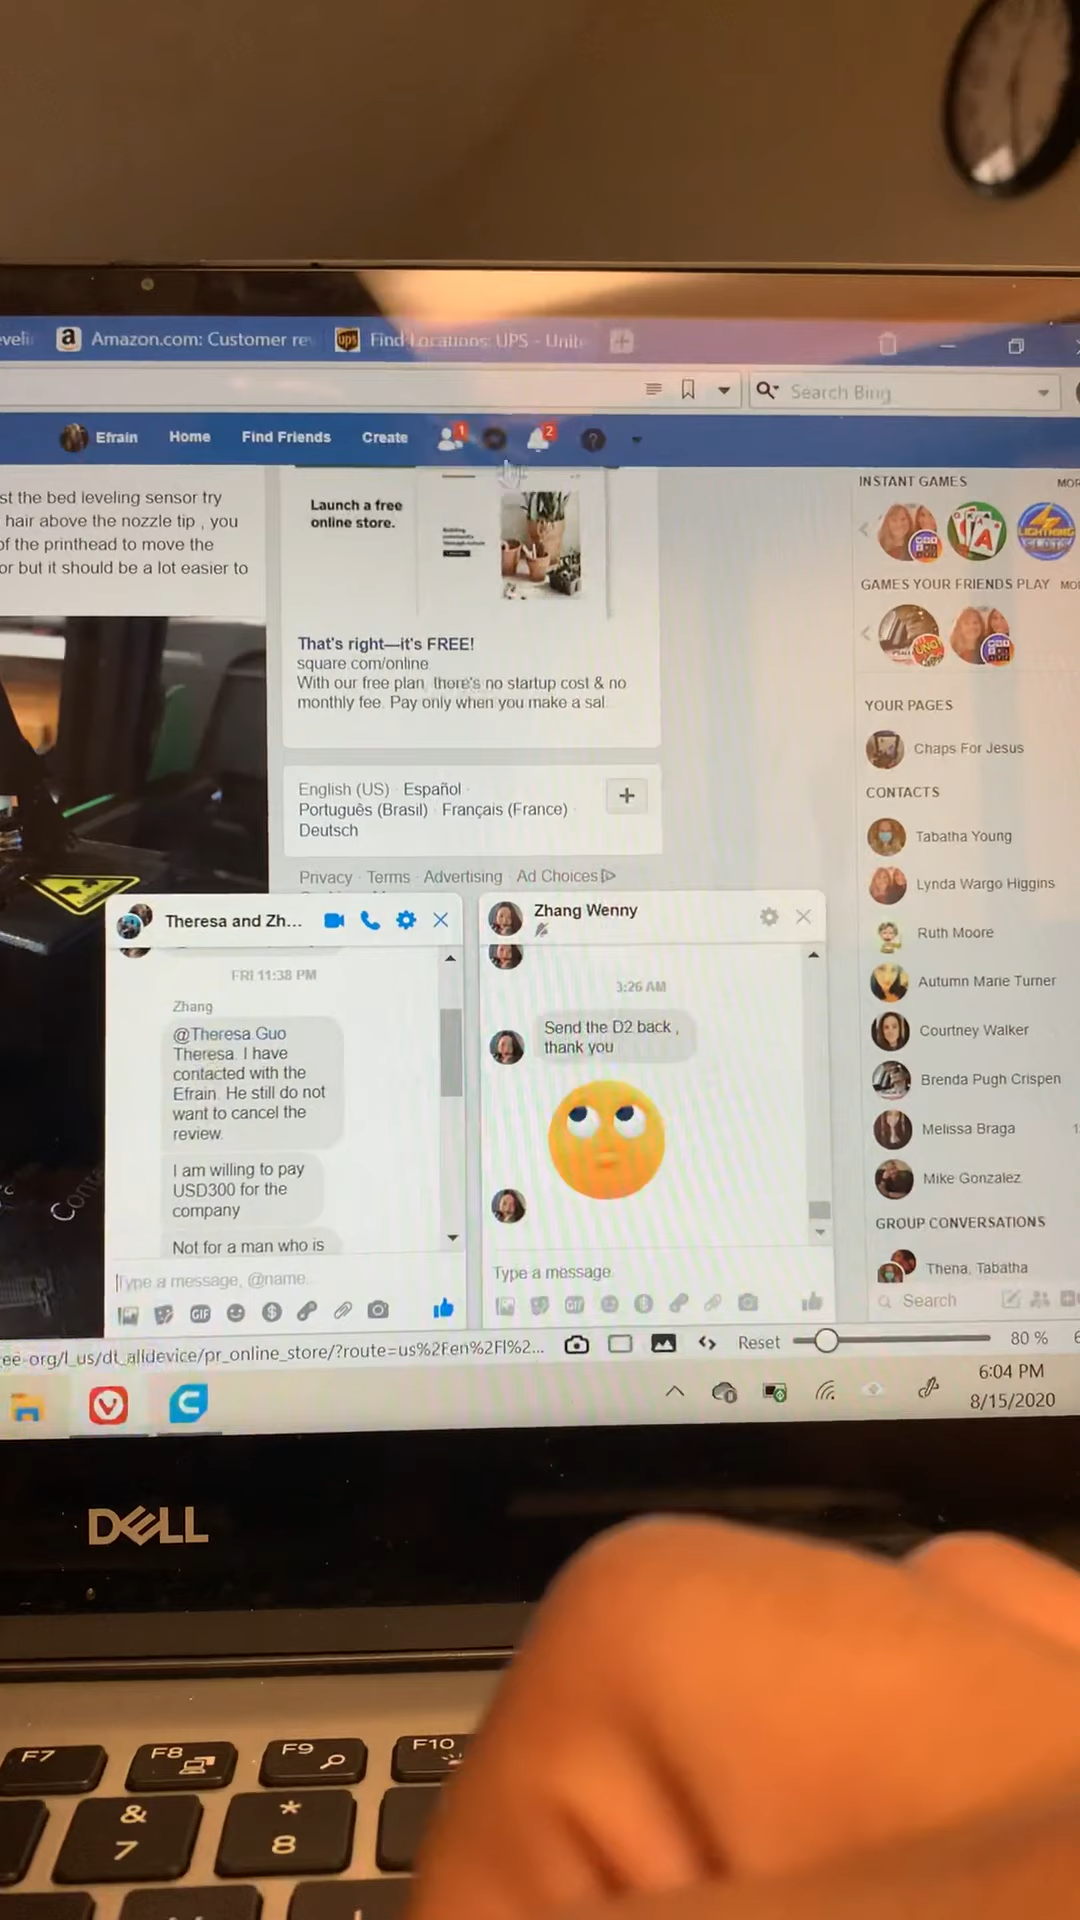 Amazon.com: Customer re
Find Locations: UPS - Unite
Search Bing
Efrain
Home
Find Friends
Create
1
2
?
st the bed leveling sensor try
hair above the nozzle tip , you
of the printhead to move the
or but it should be a lot easier to
Launch a free
online store.
That's right—it's FREE!
square.com/online
With our free plan, there's no startup cost & no
monthly fee. Pay only when you make a sal
English (US) · Español ·
Português (Brasil) · Français (France) ·
Deutsch
Privacy · Terms · Advertising · Ad Choices
INSTANT GAMES
GAMES YOUR FRIENDS PLAY
YOUR PAGES
Chaps For Jesus
CONTACTS
Tabatha Young
Lynda Wargo Higgins
Ruth Moore
Autumn Marie Turner
Courtney Walker
Brenda Pugh Crispen
Melissa Braga
Mike Gonzalez
GROUP CONVERSATIONS
Thena, Tabatha
Search
Theresa and Zh...
FRI 11:38 PM
Zhang
@Theresa Guo
Theresa. I have
contacted with the
Efrain. He still do not
want to cancel the
review.
I am willing to pay
USD300 for the
company
Not for a man who is
Type a message, @name...
GIF
Zhang Wenny
3:26 AM
Send the D2 back ,
thank you
Type a message
GIF
ee-org/l_us/dt_alldevice/pr_online_store/?route=us%2Fen%2Fl%2...
Reset
80 %
6:04 PM
8/15/2020
DELL
F7
F8
F9
F10
&
7
*
8